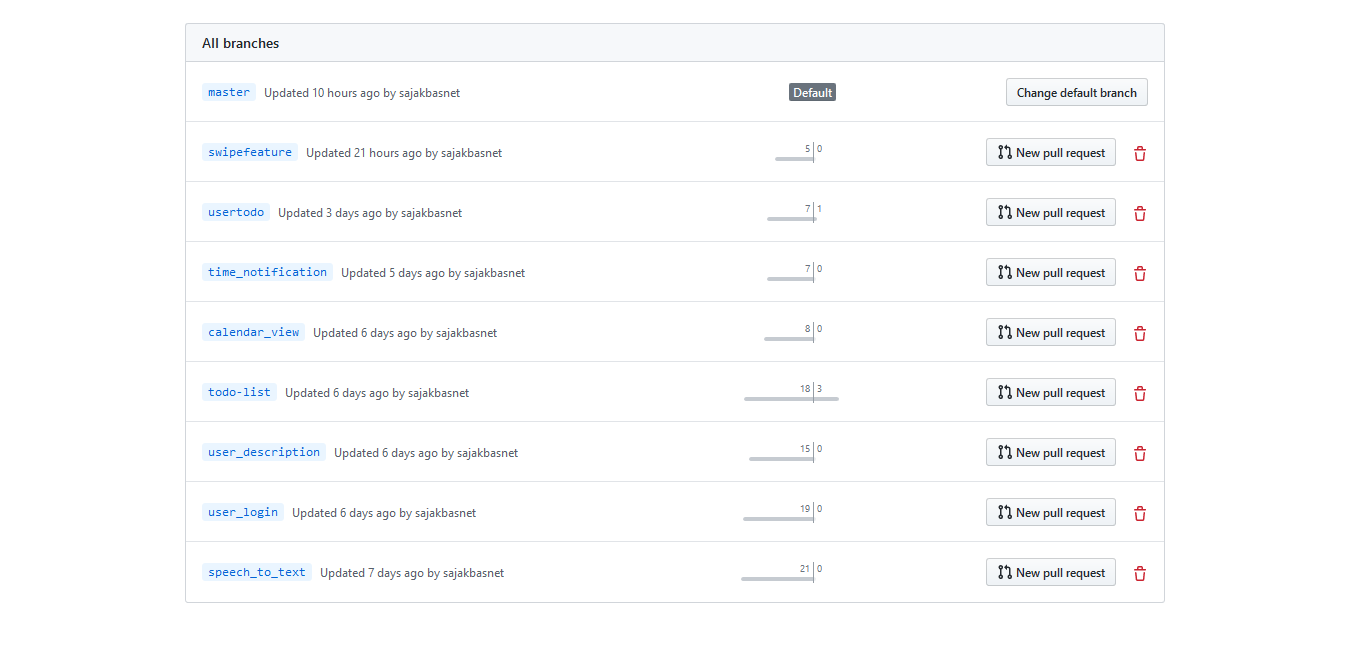 All branches
master Updated 10 hours ago by sajakbasnet Default Change default branch
swipefeature Updated 21 hours ago by sajakbasnet 5 0 New pull request
usertodo Updated 3 days ago by sajakbasnet 7 1 New pull request
time_notification Updated 5 days ago by sajakbasnet 7 0 New pull request
calendar_view Updated 6 days ago by sajakbasnet 8 0 New pull request
todo-list Updated 6 days ago by sajakbasnet 18 3 New pull request
user_description Updated 6 days ago by sajakbasnet 15 0 New pull request
user_login Updated 6 days ago by sajakbasnet 19 0 New pull request
speech_to_text Updated 7 days ago by sajakbasnet 21 0 New pull request